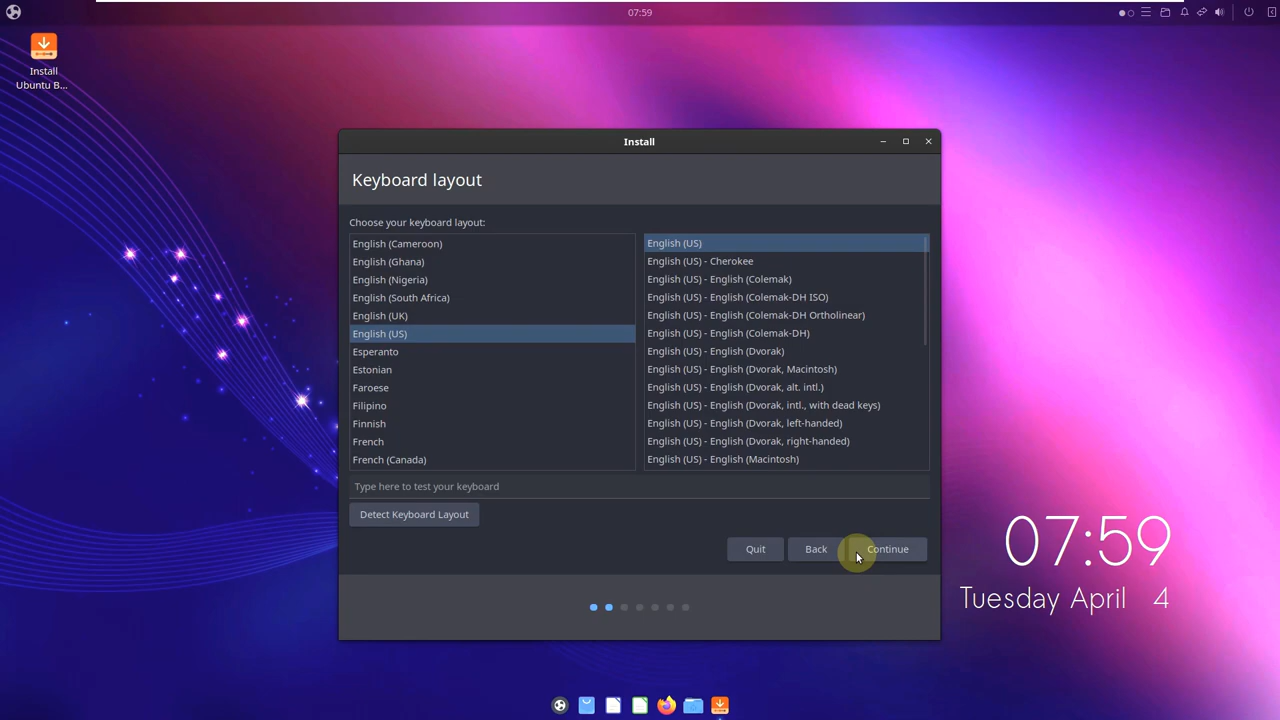 07:59
Install
Ubuntu B...
Install
Keyboard layout
Choose your keyboard layout:
English (Cameroon)
English (Ghana)
English (Nigeria)
English (South Africa)
English (UK)
English (US)
Esperanto
Estonian
Faroese
Filipino
Finnish
French
French (Canada)
English (US)
English (US) - Cherokee
English (US) - English (Colemak)
English (US) - English (Colemak-DH ISO)
English (US) - English (Colemak-DH Ortholinear)
English (US) - English (Colemak-DH)
English (US) - English (Dvorak)
English (US) - English (Dvorak, Macintosh)
English (US) - English (Dvorak, alt. intl.)
English (US) - English (Dvorak, intl., with dead keys)
English (US) - English (Dvorak, left-handed)
English (US) - English (Dvorak, right-handed)
English (US) - English (Macintosh)
Type here to test your keyboard
Detect Keyboard Layout
Quit
Back
Continue
07:59
Tuesday April 4